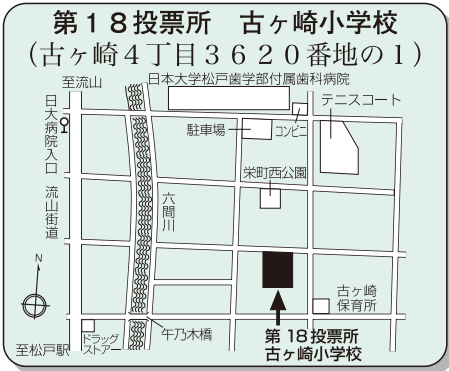 第１８投票所　古ヶ崎小学校
（古ヶ崎４丁目３６２０番地の１）
至流山
日本大学松戸歯学部付属歯科病院
日大病院入口
流山街道
駐車場
コンビニ
テニスコート
栄町西公園
六間川
N
古ヶ崎
保育所
ドラッグ
ストアー
午乃木橋
至松戸駅
第 18 投票所
古ヶ崎小学校